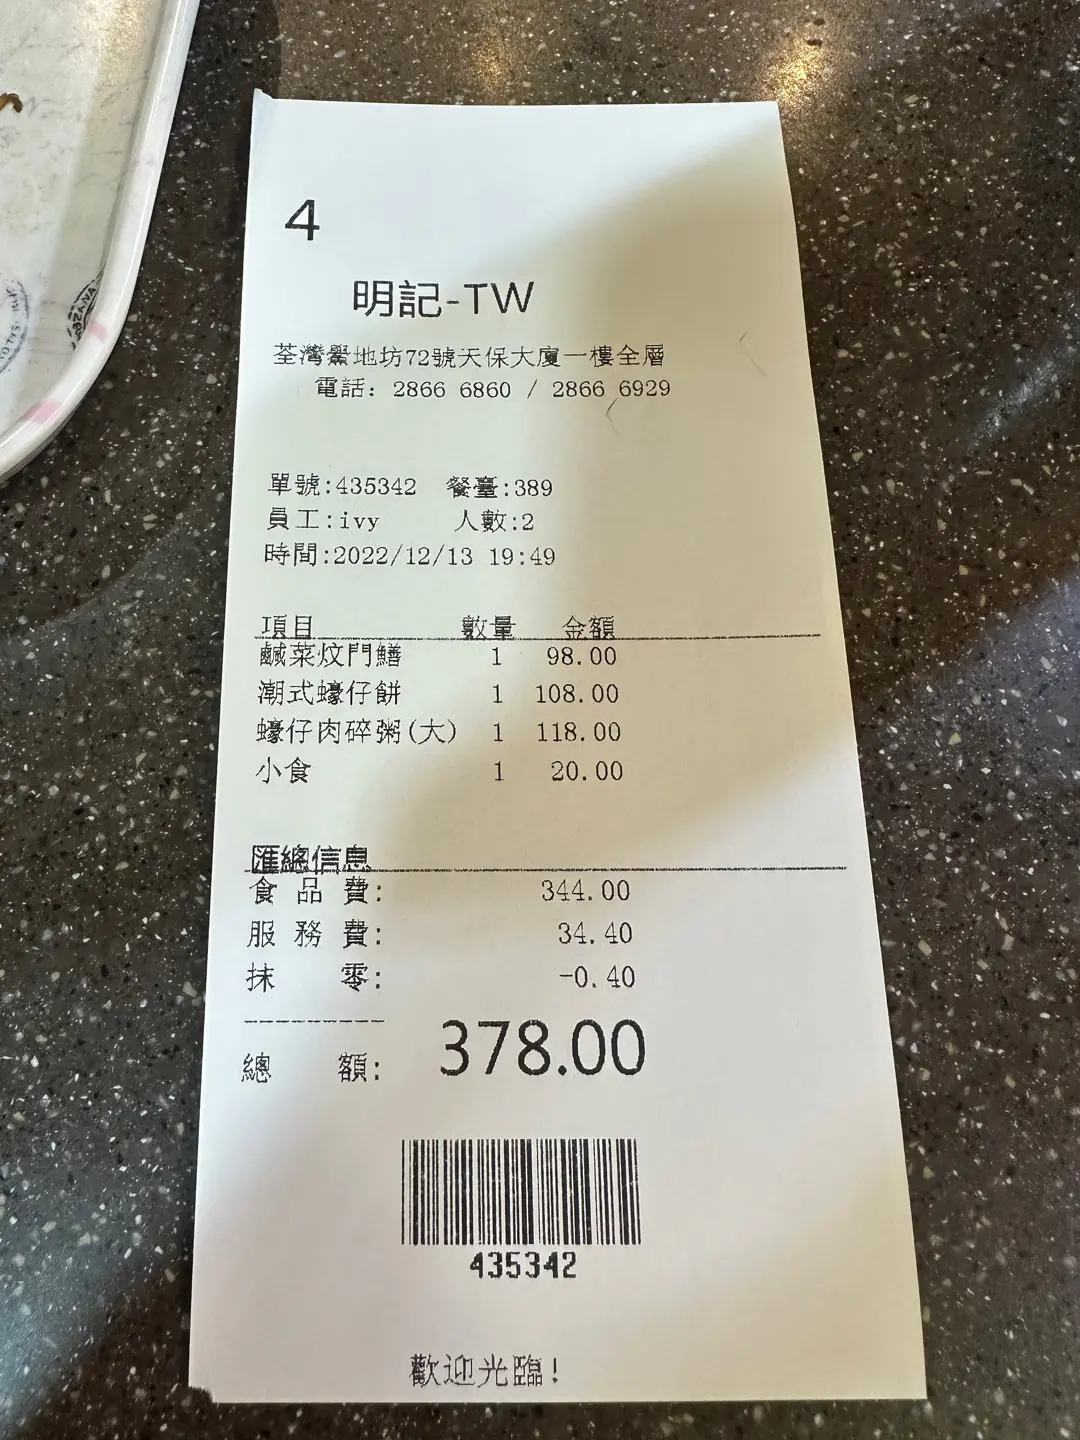 4
明記-TW
荃灣眾地坊72號天保大廈一樓全層
電話: 2866 6860 / 2866 6929
單號:435342 餐臺:389
員工:ivy 人數:2
時間:2022/12/13 19:49
項目 數量 金額
鹹菜炆門鱔 1 98.00
潮式蠔仔餅 1 108.00
蠔仔肉碎粥(大) 1 118.00
小食 1 20.00
匯總信息
食品費: 344.00
服務費: 34.40
抹零: -0.40
總額: 378.00
435342
歡迎光臨!